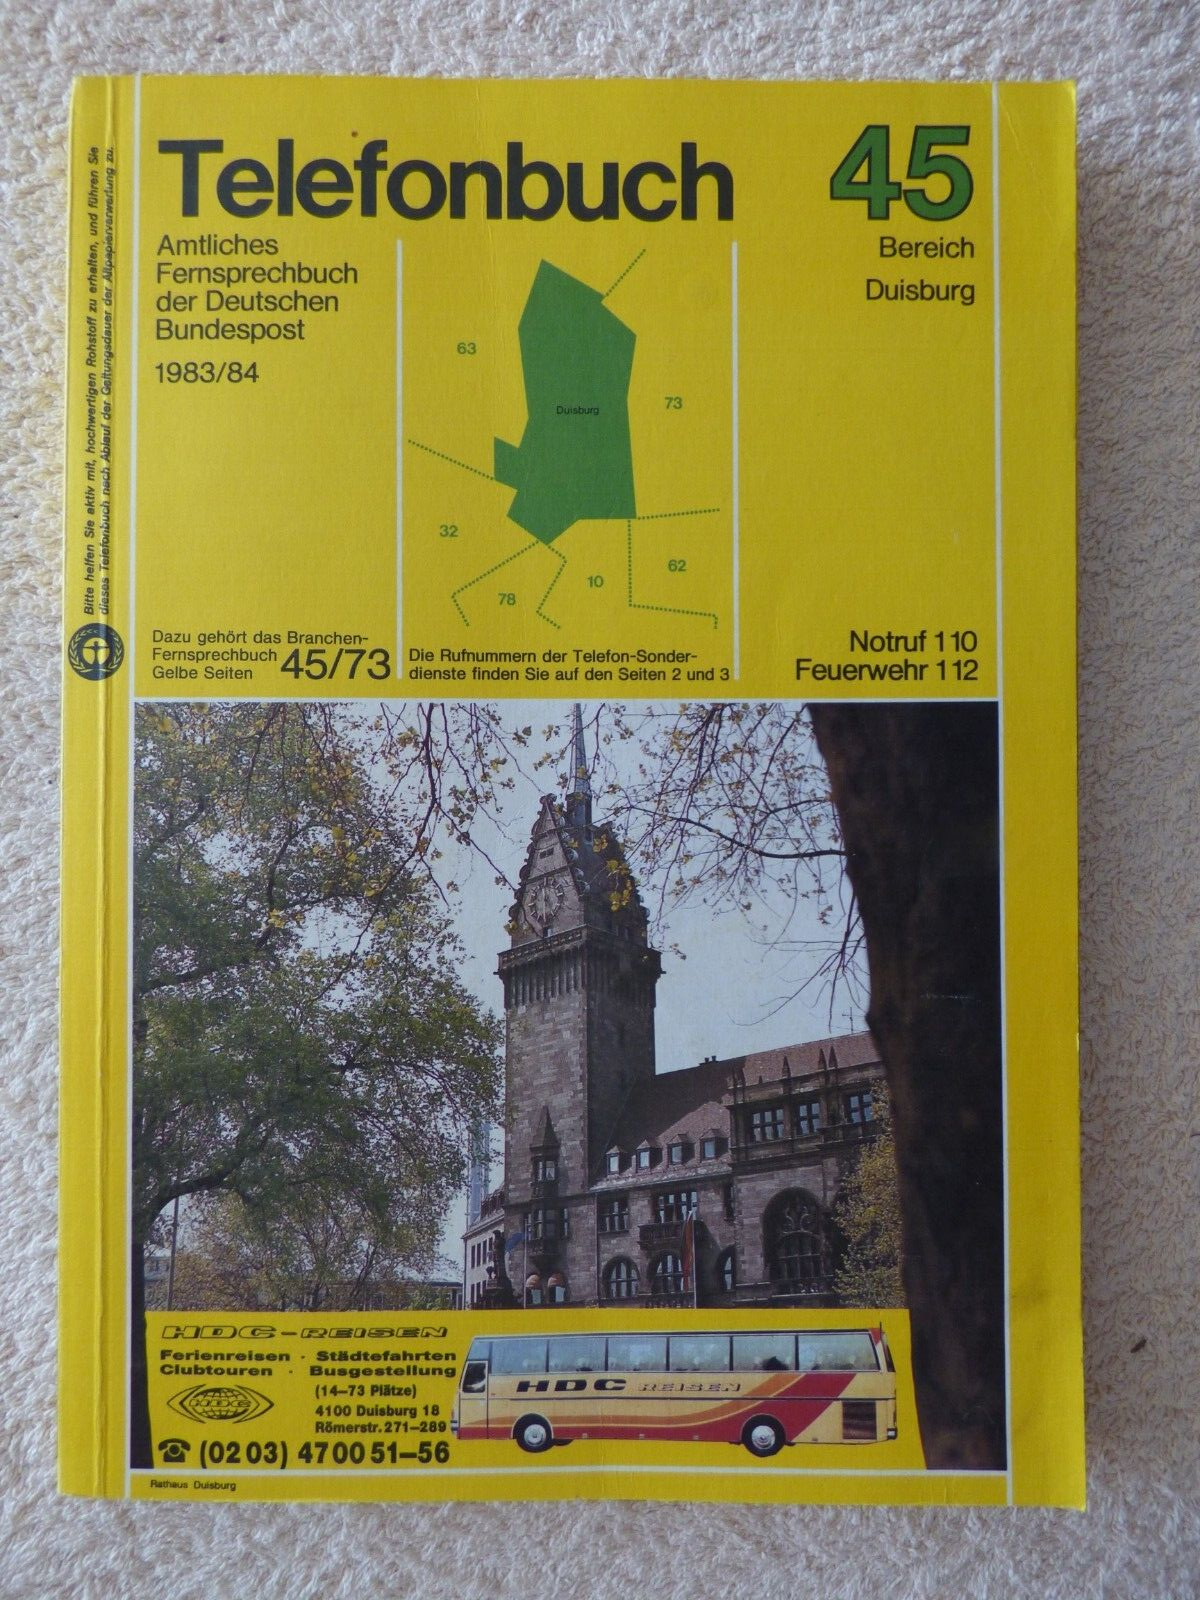 Bitte helfen Sie aktiv mit, hochwertigen Rohstoff zu erhalten, und führen Sie
dieses Telefonbuch nach Ablauf der Geltungsdauer der Altpapierverwertung zu.
Telefonbuch
45
Amtliches
Fernsprechbuch
der Deutschen
Bundespost
1983/84
Bereich
Duisburg
63
Duisburg
73
32
62
10
78
Dazu gehört das Branchen-
Fernsprechbuch
Gelbe Seiten
45/73
Die Rufnummern der Telefon-Sonder-
dienste finden Sie auf den Seiten 2 und 3
Notruf 110
Feuerwehr 112
HDC-REISEN
Ferienreisen · Städtefahrten
Clubtouren · Busgestellung
(14–73 Plätze)
HDC
4100 Duisburg 18
Römerstr. 271–289
☎ (02 03) 4700 51–56
HDC REISEN
Rathaus Duisburg